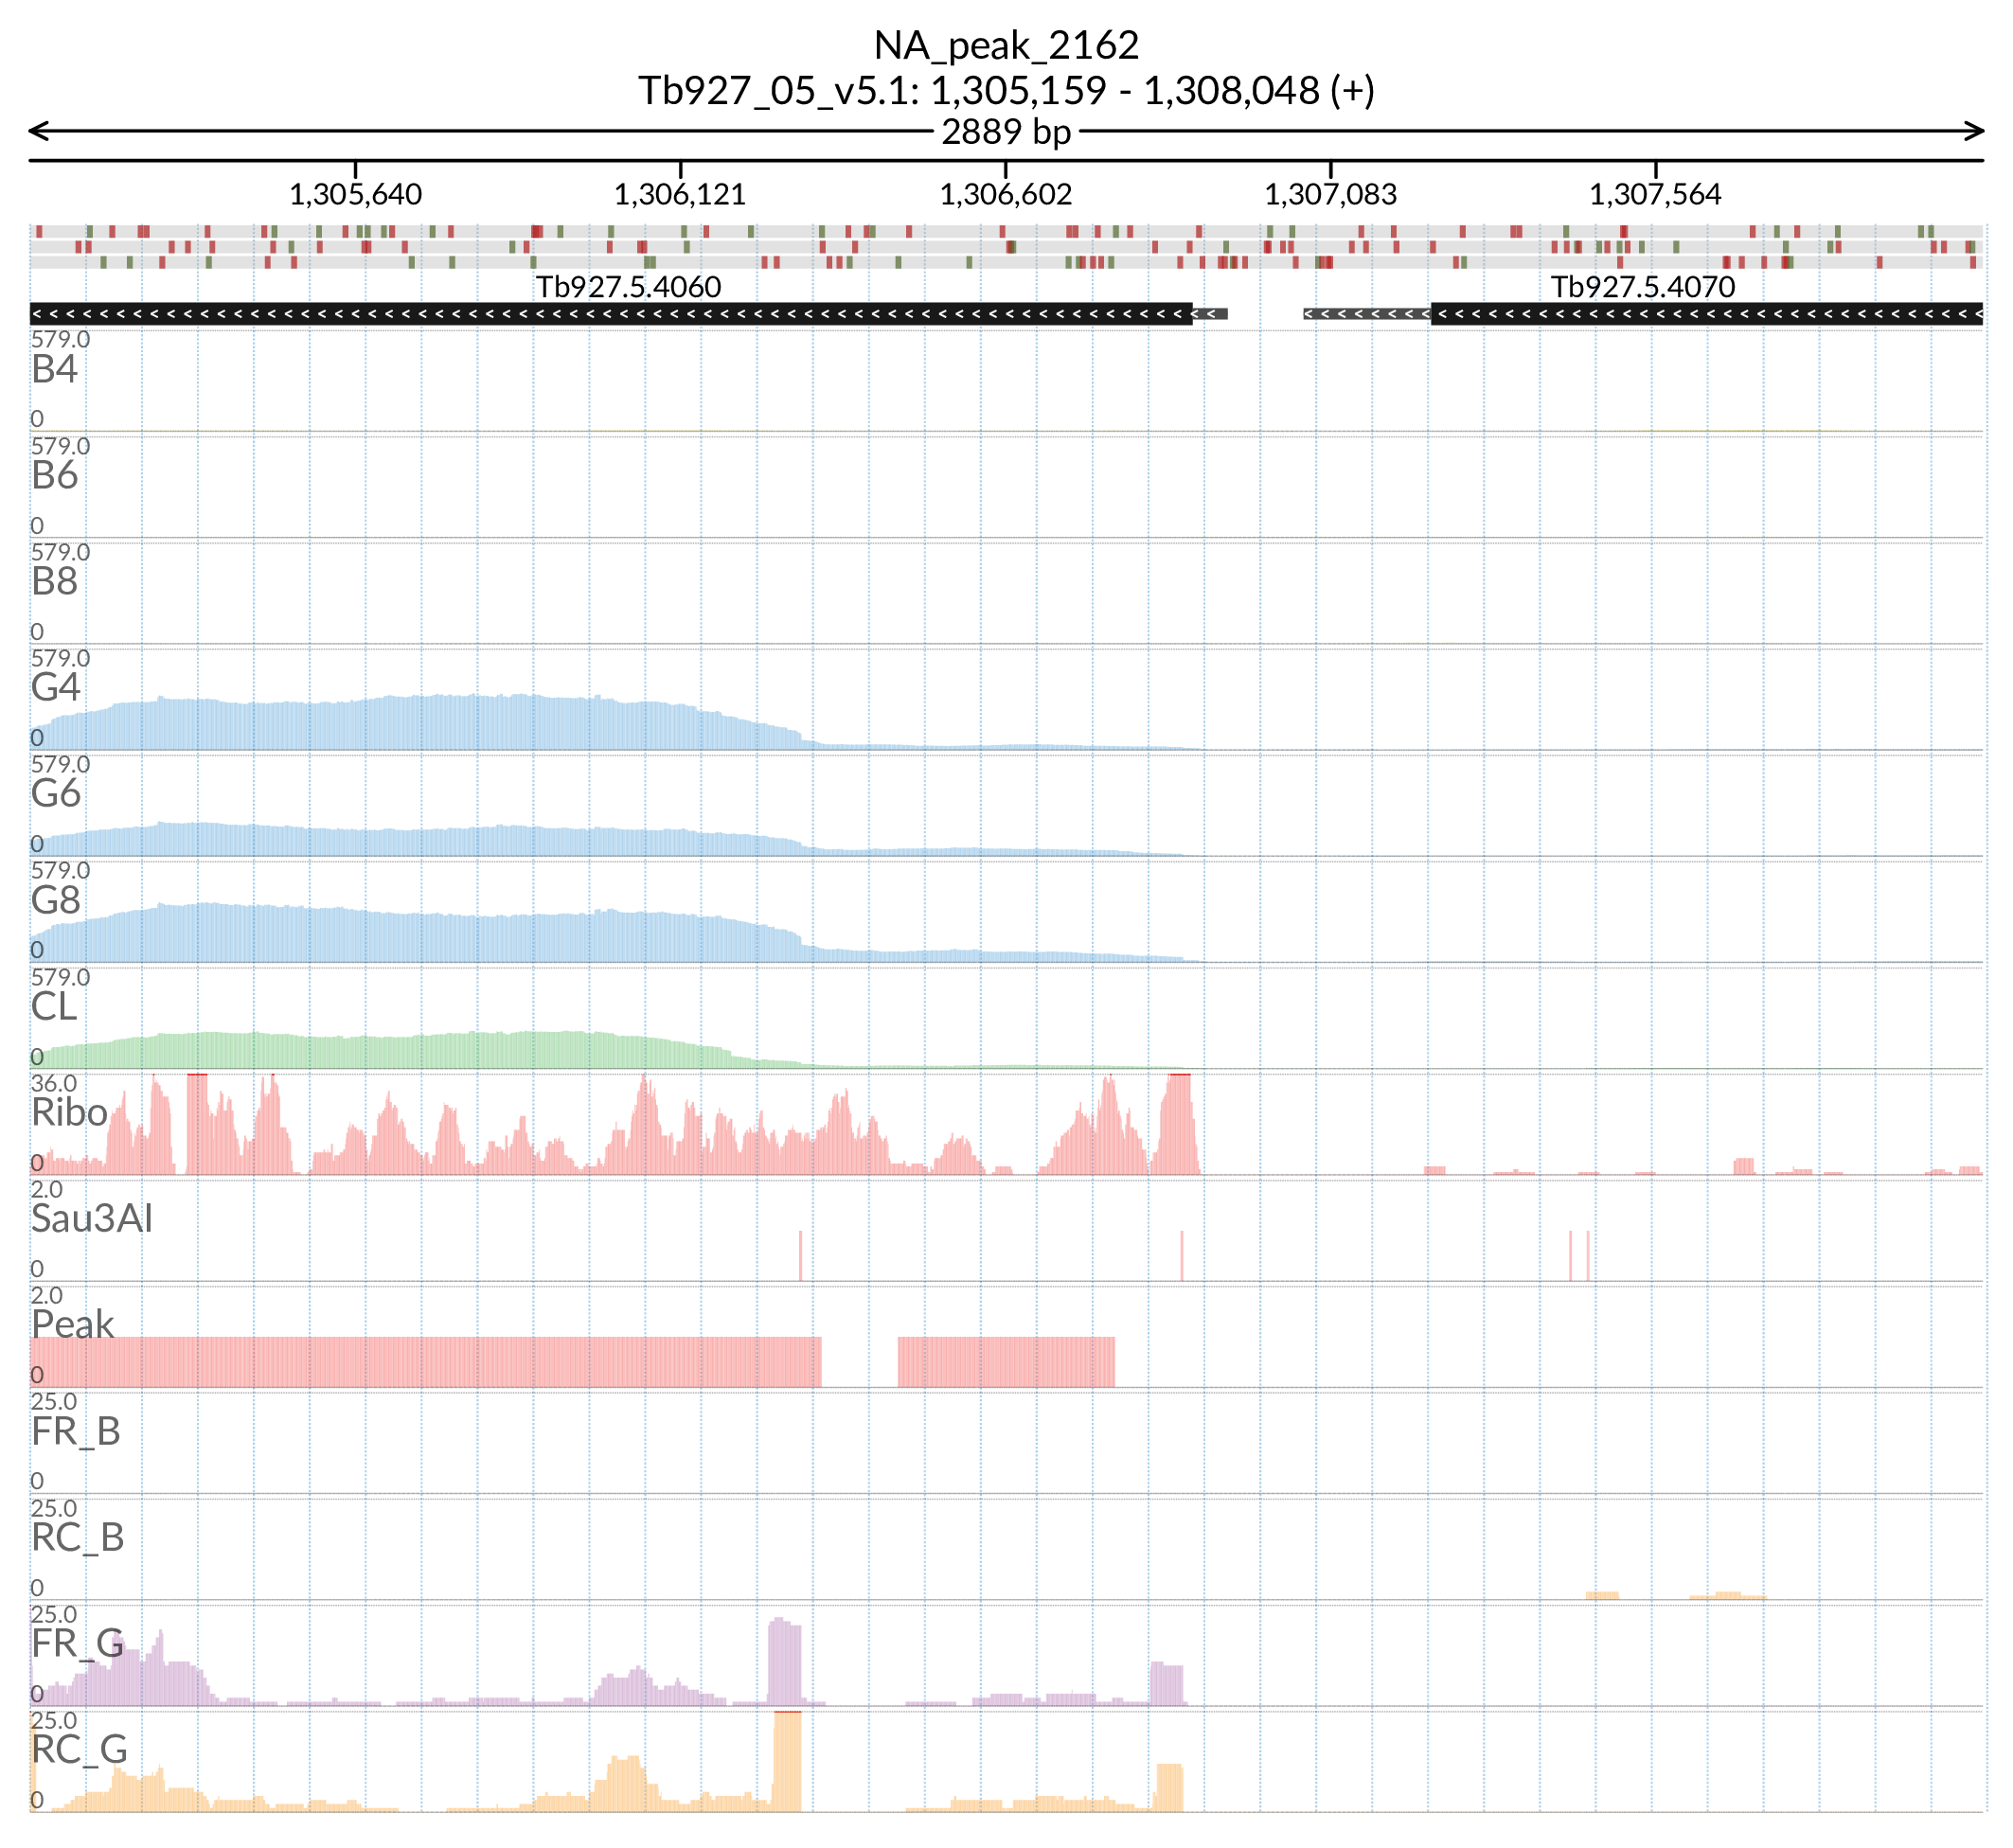 NA_peak_2162
Tb927_05_v5.1: 1,305,159 - 1,308,048 (+)
2889 bp
1,305,640 1,306,121 1,306,602 1,307,083 1,307,564
Tb927.5.4060 Tb927.5.4070
579.0
B4
0
579.0
B6
0
579.0
B8
0
579.0
G4
0
579.0
G6
0
579.0
G8
0
579.0
CL
0
36.0
Ribo
0
2.0
Sau3AI
0
2.0
Peak
0
25.0
FR_B
0
25.0
RC_B
0
25.0
FR_G
0
25.0
RC_G
0